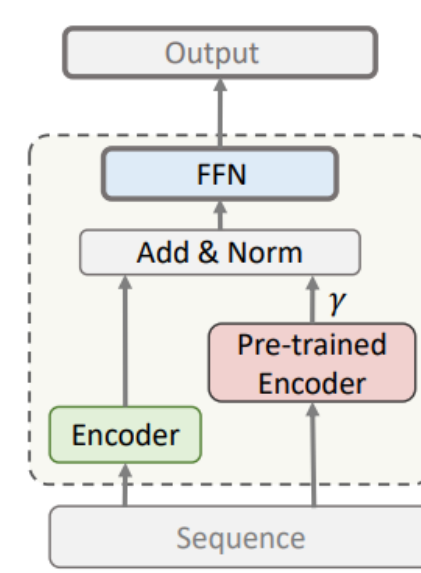 Output
FFN
Add & Norm
γ
Pre-trained
Encoder
Encoder
Sequence